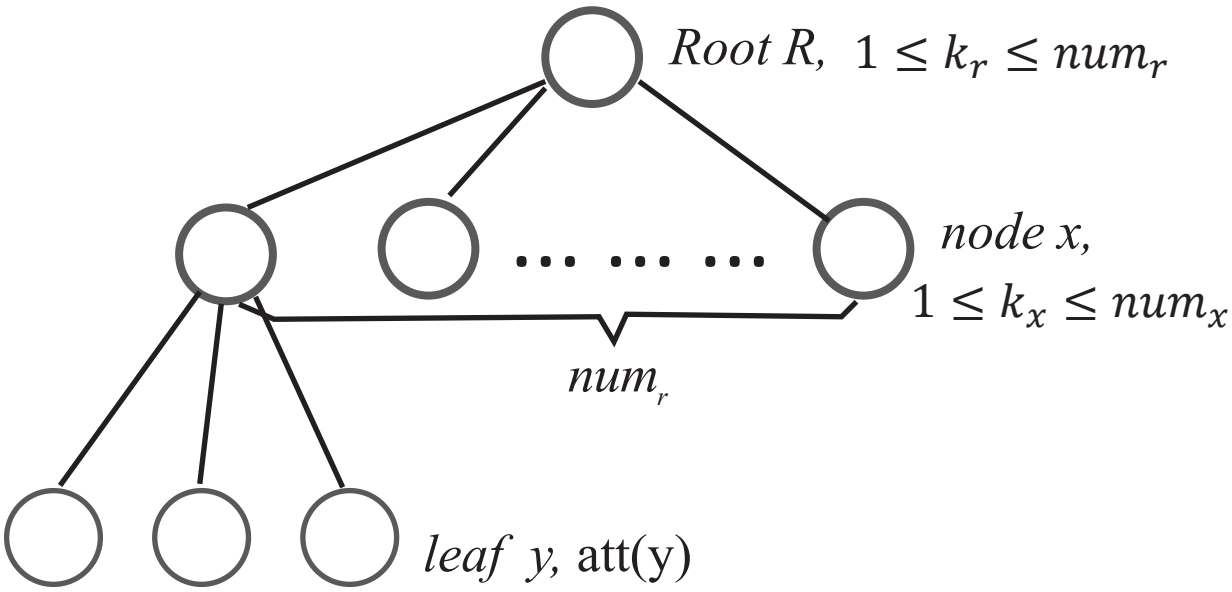 Root R, 1 ≤ k_r ≤ num_r
node x,
1 ≤ k_x ≤ num_x
... ... ...
num_r
leaf y, att(y)